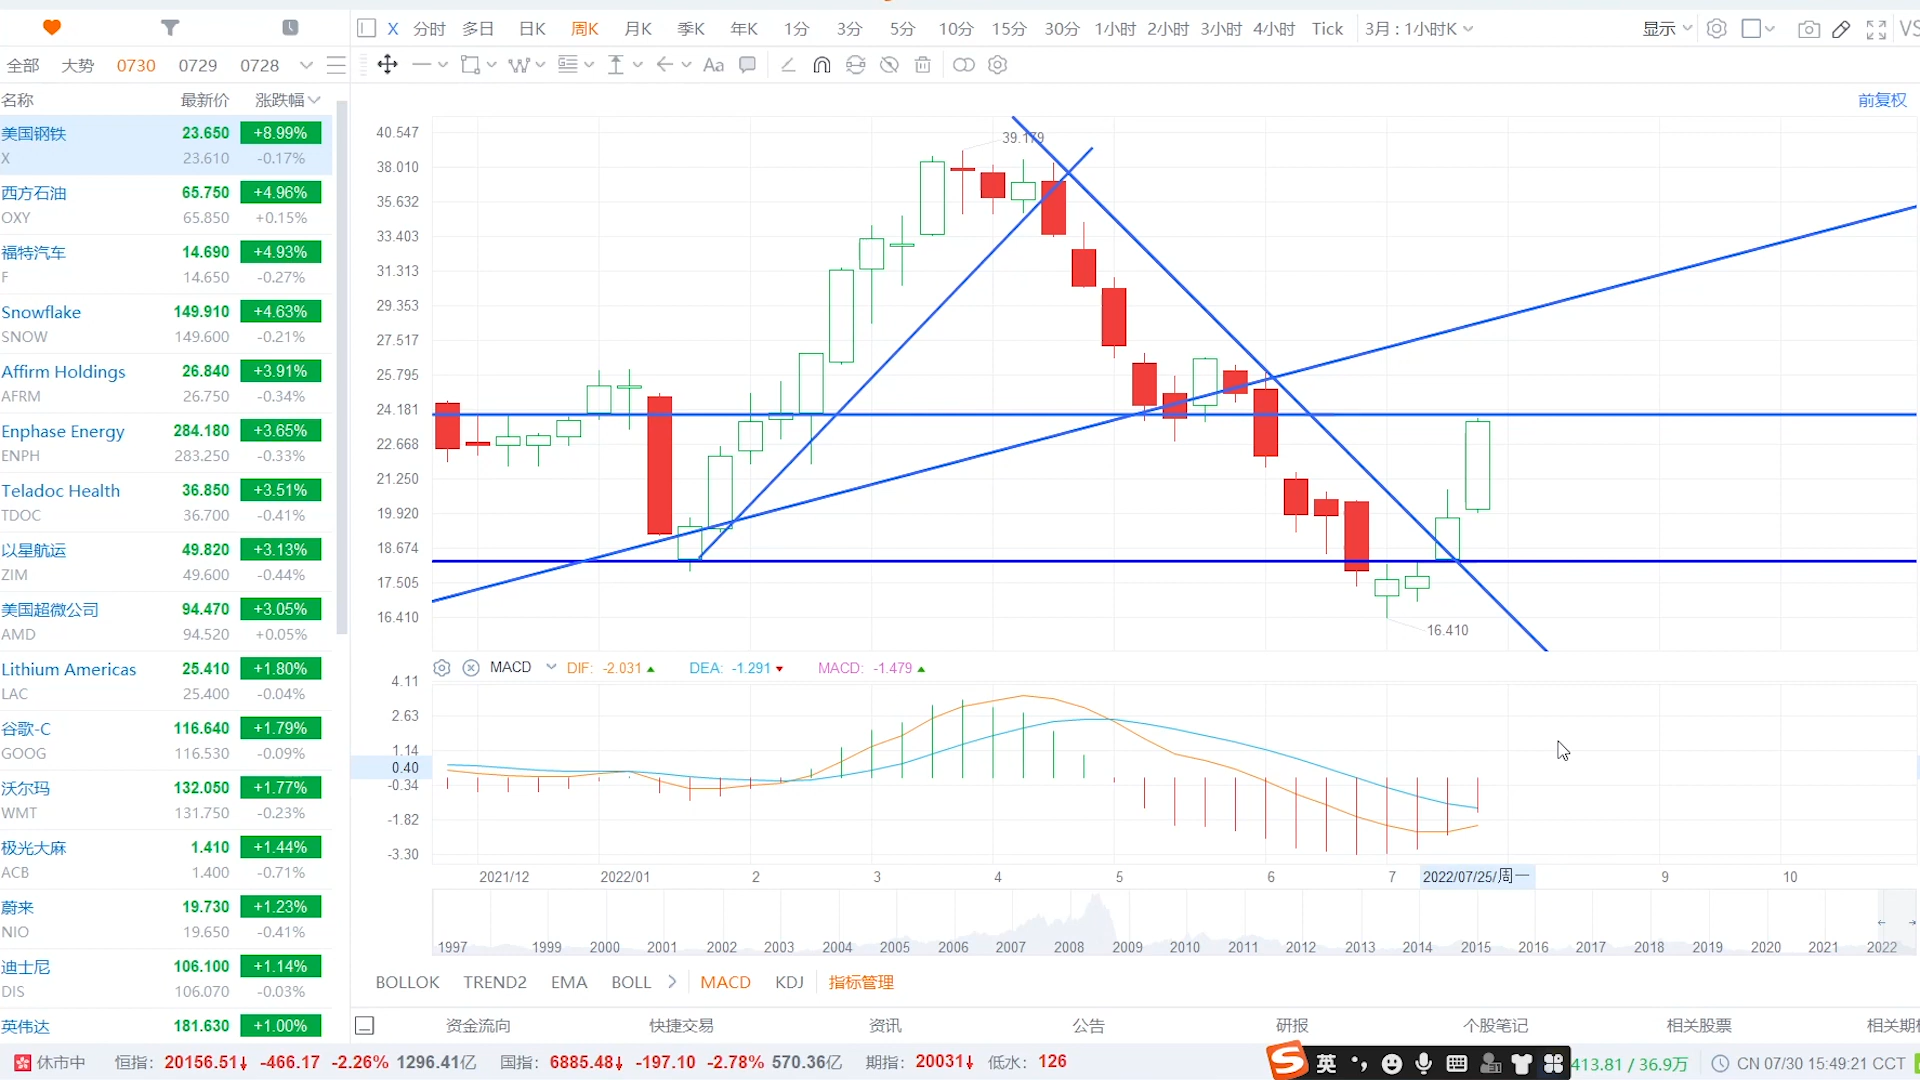 X 分时 多日 日K 周K 月K 季K 年K 1分 3分 5分 10分 15分 30分 1小时 2小时 3小时 4小时 Tick 3月 : 1小时K 显示 VS
全部 大势 0730 0729 0728 Aa
名称 最新价 涨跌幅
前复权
美国钢铁 23.650 +8.99%
X 23.610 -0.17%
西方石油 65.750 +4.96%
OXY 65.850 +0.15%
福特汽车 14.690 +4.93%
F 14.650 -0.27%
Snowflake 149.910 +4.63%
SNOW 149.600 -0.21%
Affirm Holdings 26.840 +3.91%
AFRM 26.750 -0.34%
Enphase Energy 284.180 +3.65%
ENPH 283.250 -0.33%
Teladoc Health 36.850 +3.51%
TDOC 36.700 -0.41%
以星航运 49.820 +3.13%
ZIM 49.600 -0.44%
美国超微公司 94.470 +3.05%
AMD 94.520 +0.05%
Lithium Americas 25.410 +1.80%
LAC 25.400 -0.04%
谷歌-C 116.640 +1.79%
GOOG 116.530 -0.09%
沃尔玛 132.050 +1.77%
WMT 131.750 -0.23%
极光大麻 1.410 +1.44%
ACB 1.400 -0.71%
蔚来 19.730 +1.23%
NIO 19.650 -0.41%
迪士尼 106.100 +1.14%
DIS 106.070 -0.03%
英伟达 181.630 +1.00%
40.547
39.179
38.010
35.632
33.403
31.313
29.353
27.517
25.795
24.181
22.668
21.250
19.920
18.674
17.505
16.410
16.410
MACD DIF: -2.031 DEA: -1.291 MACD: -1.479
4.11
2.63
1.14
0.40
-0.34
-1.82
-3.30
2021/12 2022/01 2 3 4 5 6 7 2022/07/25/周一 9 10
1997 1999 2000 2001 2002 2003 2004 2005 2006 2007 2008 2009 2010 2011 2012 2013 2014 2015 2016 2017 2018 2019 2020 2021 2022
BOLLOK TREND2 EMA BOLL MACD KDJ 指标管理
资金流向 快捷交易 资讯 公告 研报 个股笔记 相关股票 相关期权
休市中 恒指: 20156.51↓ -466.17 -2.26% 1296.41亿 国指: 6885.48↓ -197.10 -2.78% 570.36亿 期指: 20031↓ 低水: 126 英 413.81 / 36.9万 CN 07/30 15:49:21 CCT